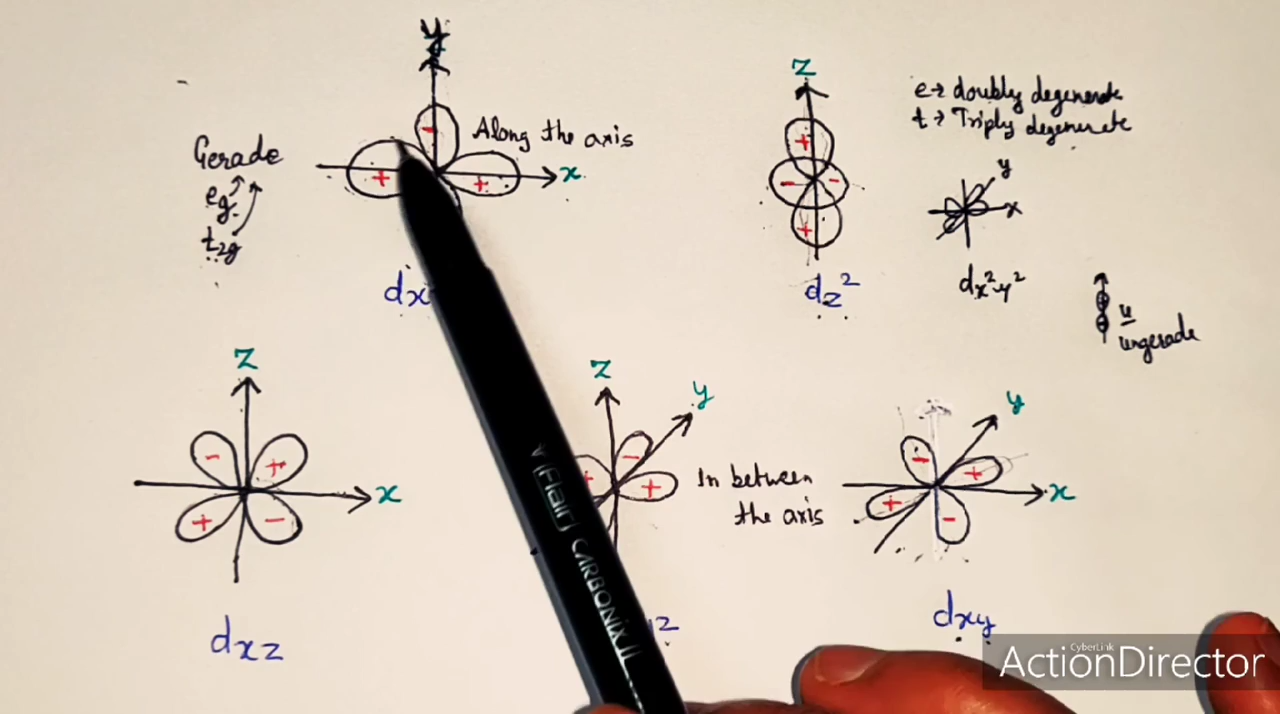 y
Along the axis
x
Gerade
eg
t2g
+ - +
dx
z
+
- -
+
dz²
e → doubly degenerate
t → Triply degenerate
y
x
dx²-y²
u
ungerade
z
x
- +
+ -
dxz
z
y
- +
z
In between
the axis
y
x
- +
+ -
dxy
Flair CARBONIX
CyberLink
ActionDirector